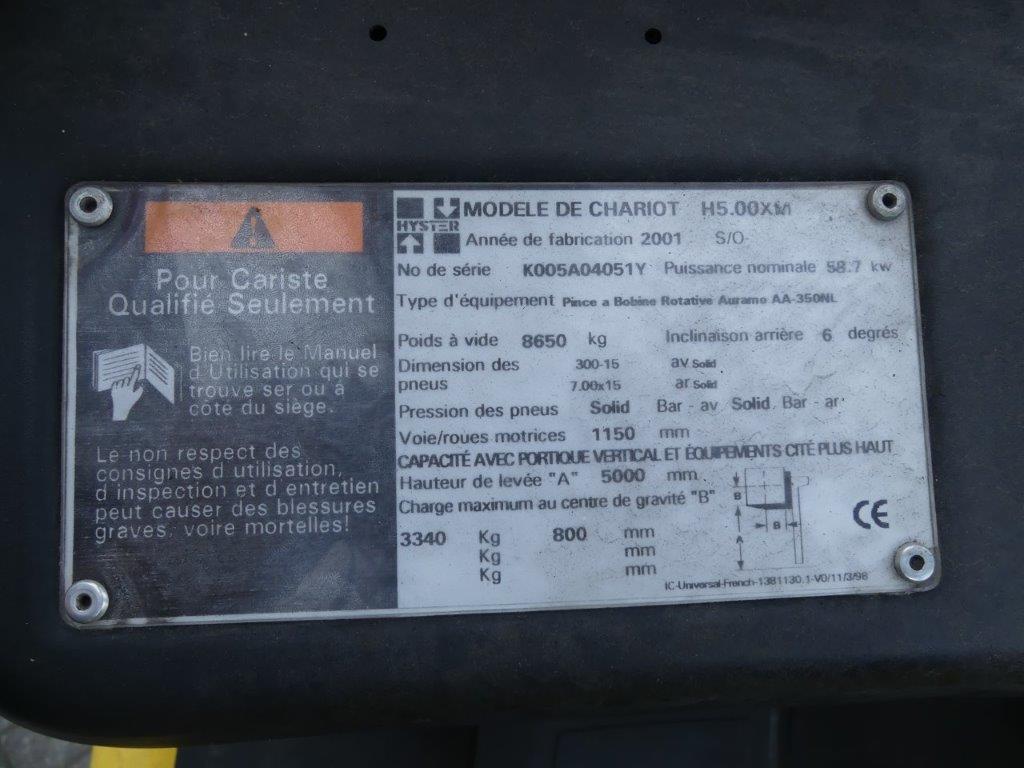 Pour Cariste
Qualifié Seulement
Bien lire le Manuel
d Utilisation qui se
trouve ser ou à
côte du siège.
Le non respect des
consignes d utilisation,
d inspection et d entretien
peut causer des blessures
graves, voire mortelles!
HYSTER
MODELE DE CHARIOT H5.00XM
Année de fabrication 2001 S/O
No de série K005A04051Y Puissance nominale 58.7 kw
Type d'équipement Pince a Bobine Rotative Auramo AA-350NL
Poids à vide 8650 kg Inclinaison arrière 6 degrés
Dimension des 300-15 av Solid
pneus 7.00x15 ar Solid
Pression des pneus Solid Bar - av Solid. Bar - ar
Voie/roues motrices 1150 mm
CAPACITÉ AVEC PORTIQUE VERTICAL ET ÉQUIPEMENTS CITÉ PLUS HAUT
Hauteur de levée "A" 5000 mm
Charge maximum au centre de gravité "B"
3340 Kg 800 mm
Kg mm
Kg mm
B
B
A
CE
IC-Universal-French-1381130.1-V0/11/3/98